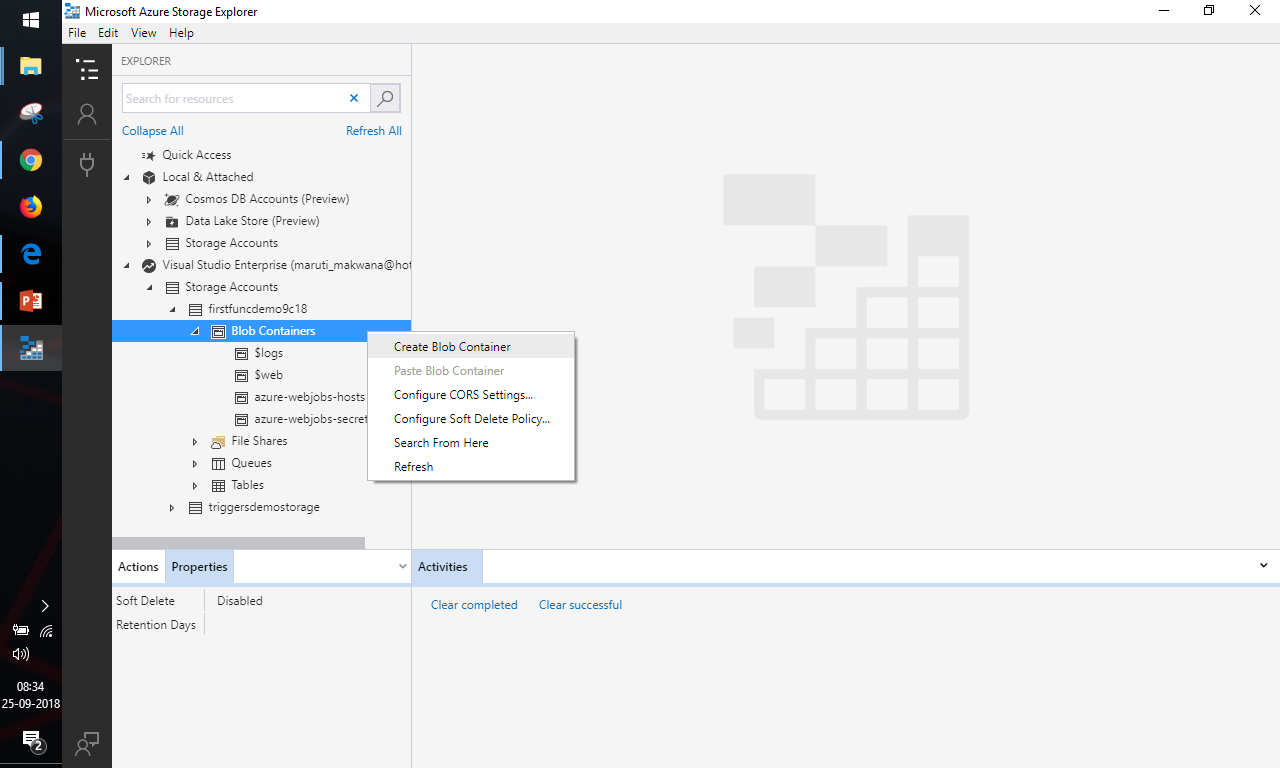 Microsoft Azure Storage Explorer
File Edit View Help
EXPLORER
Search for resources
Collapse All Refresh All
Quick Access
Local & Attached
Cosmos DB Accounts (Preview)
Data Lake Store (Preview)
Storage Accounts
Visual Studio Enterprise (maruti_makwana@hot
Storage Accounts
firstfuncdemo9c18
Blob Containers
$logs
$web
azure-webjobs-hosts
azure-webjobs-secret
File Shares
Queues
Tables
triggersdemostorage
Create Blob Container
Paste Blob Container
Configure CORS Settings...
Configure Soft Delete Policy...
Search From Here
Refresh
Actions Properties
Soft Delete Disabled
Retention Days
Activities
Clear completed Clear successful
08:34
25-09-2018
2